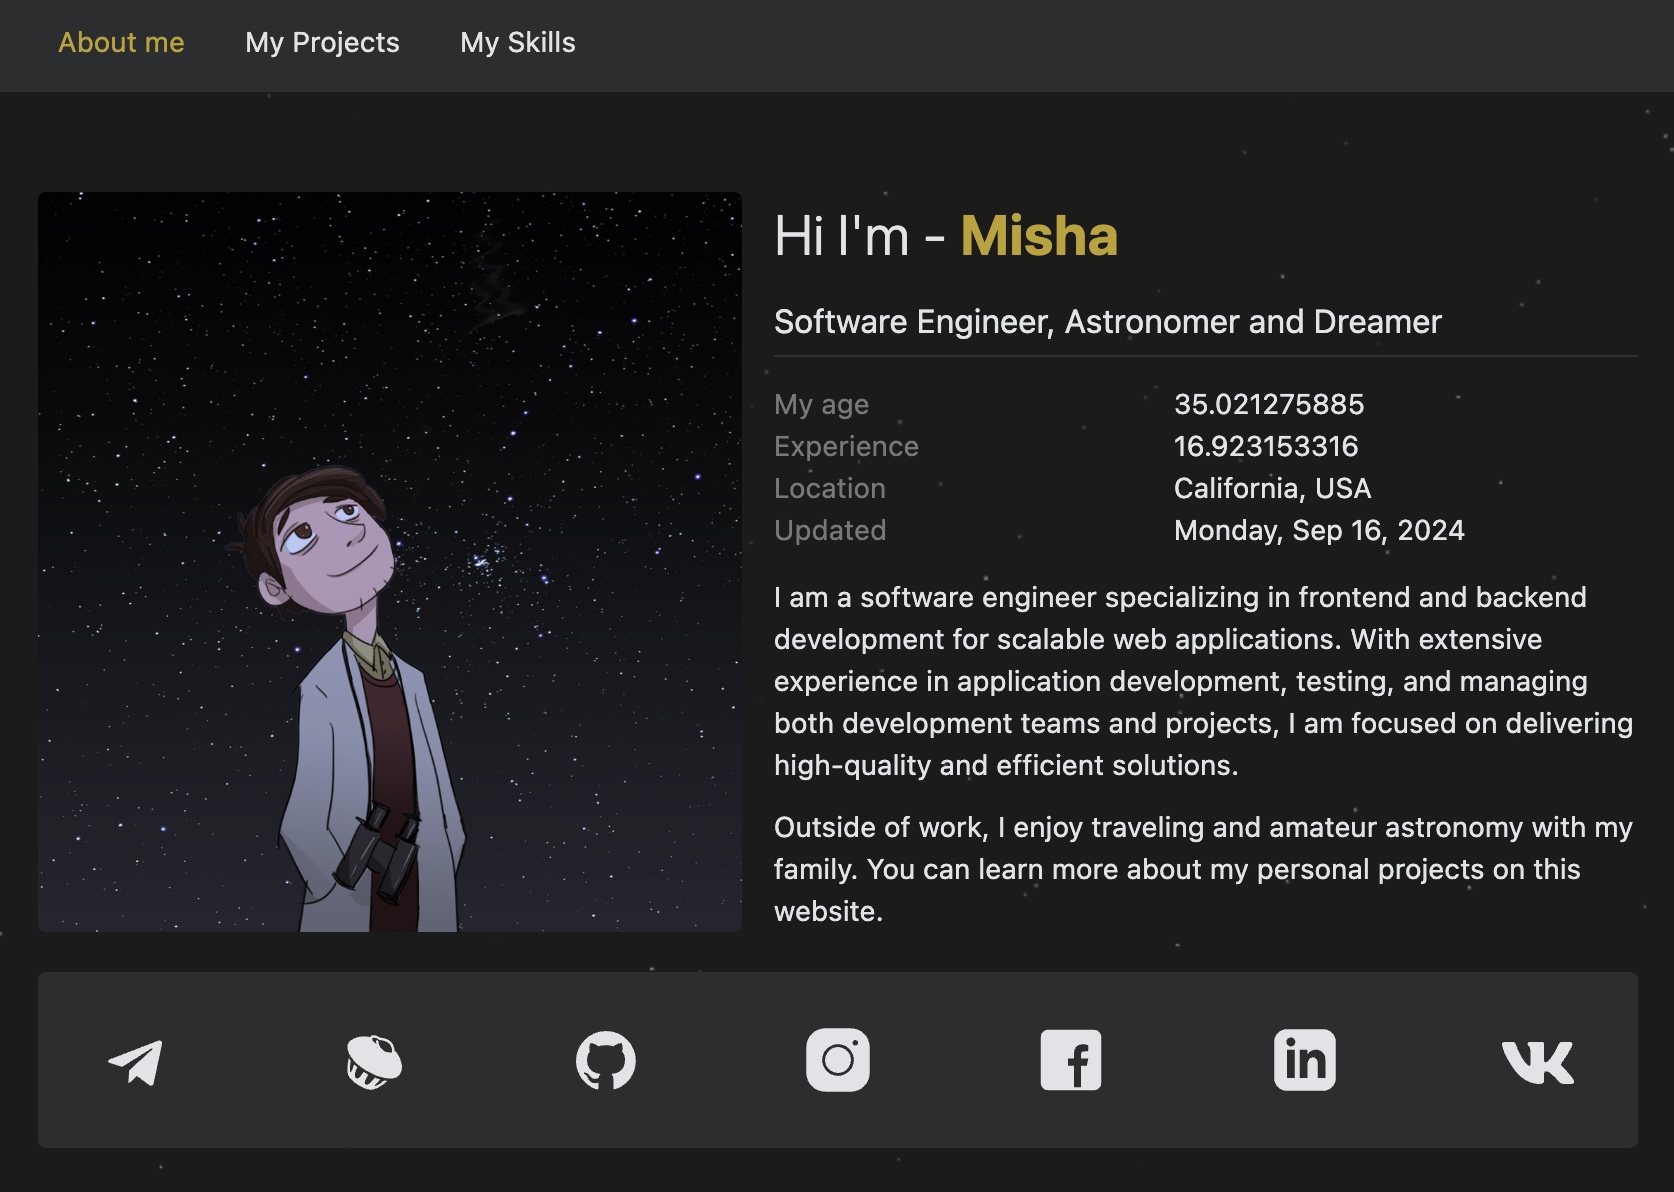 About me
My Projects
My Skills
Hi I'm - Misha
Software Engineer, Astronomer and Dreamer
My age 35.021275885
Experience 16.923153316
Location California, USA
Updated Monday, Sep 16, 2024
I am a software engineer specializing in frontend and backend
development for scalable web applications. With extensive
experience in application development, testing, and managing
both development teams and projects, I am focused on delivering
high-quality and efficient solutions.
Outside of work, I enjoy traveling and amateur astronomy with my
family. You can learn more about my personal projects on this
website.